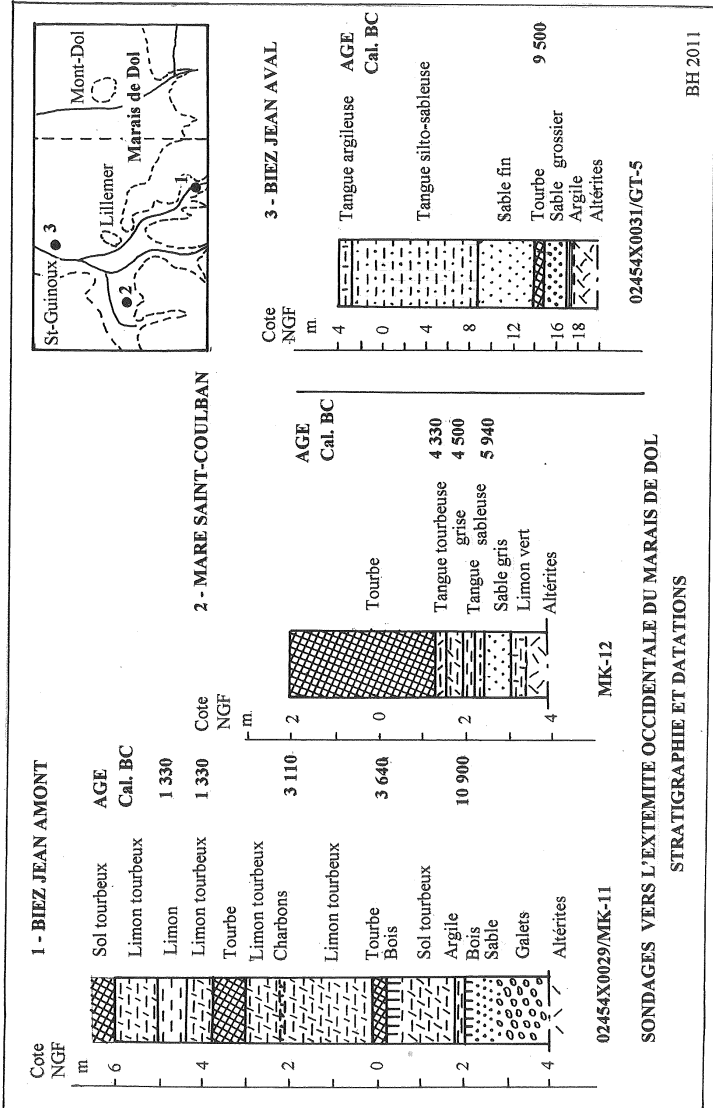 1 - BIEZ JEAN AMONT
Cote
NGF
m
6
4
2
0
2
4
AGE
Cal. BC
Sol tourbeux
Limon tourbeux
Limon
1 330
Limon tourbeux
1 330
Tourbe
Limon tourbeux
Charbons
3 110
Limon tourbeux
Tourbe
3 640
Bois
Sol tourbeux
Argile
10 900
Bois
Sable
Galets
Altérites
02454X0029/MK-11
2 - MARE SAINT-COULBAN
Cote
NGF
m.
2
0
2
4
AGE
Cal. BC
Tourbe
Tangue tourbeuse
4 330
grise
4 500
Tangue
sableuse
5 940
Sable gris
Limon vert
Altérites
MK-12
St-Guinoux
3
Mont-Dol
Lillemer
Marais de Dol
2
1
3 - BIEZ JEAN AVAL
Cote
NGF
m.
4
0
4
8
12
16
18
AGE
Cal. BC
Tangue argileuse
Tangue silto-sableuse
Sable fin
Tourbe
9 500
Sable grossier
Argile
Altérites
02454X0031/GT-5
SONDAGES VERS L'EXTEMITE OCCIDENTALE DU MARAIS DE DOL
STRATIGRAPHIE ET DATATIONS
BH 2011